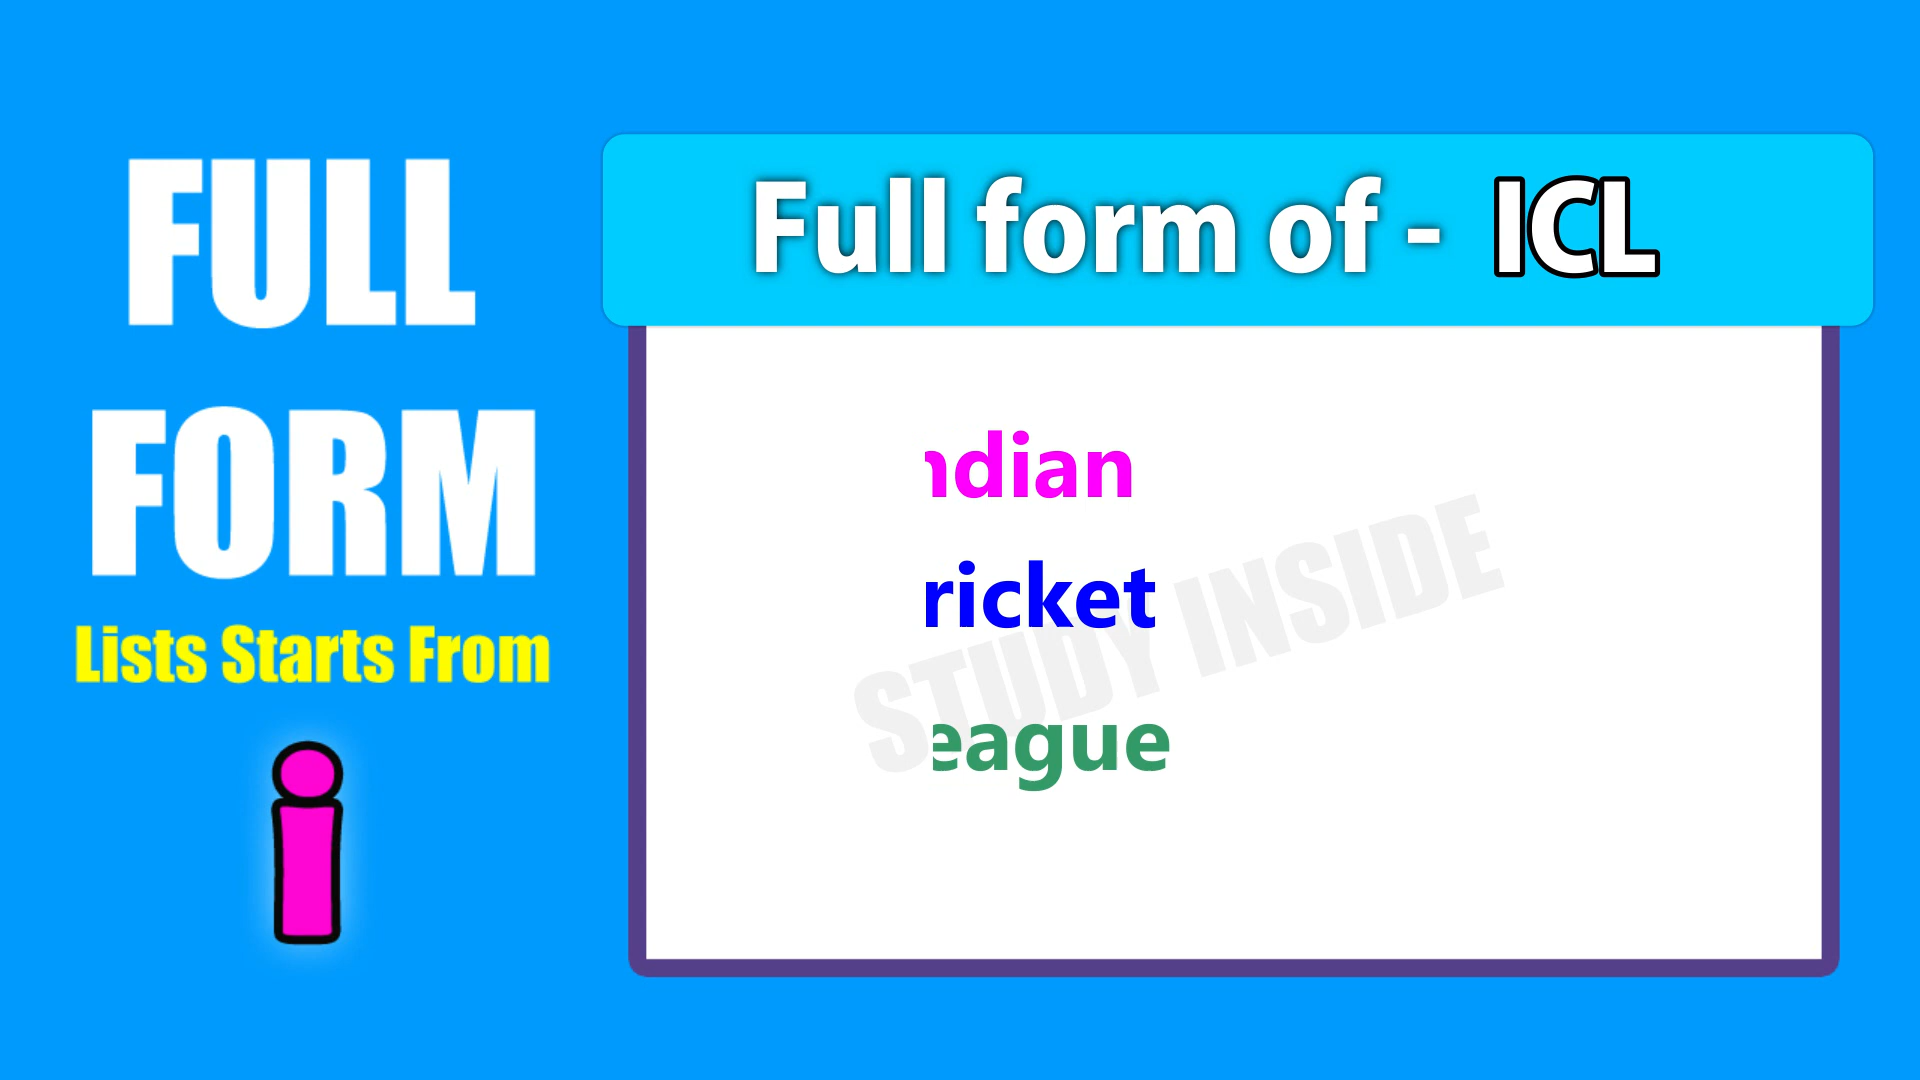 FULL
FORM
Lists Starts From
i
Full form of - ICL
ndian
ricket
eague
STUDY INSIDE